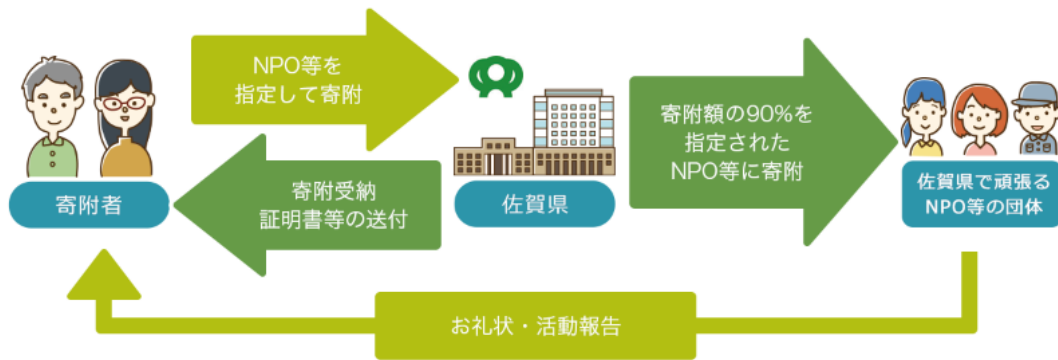 NPO等を
指定して寄附
寄附受納
証明書等の送付
寄附者
佐賀県
寄附額の90%を
指定された
NPO等に寄附
佐賀県で頑張る
NPO等の団体
お礼状・活動報告